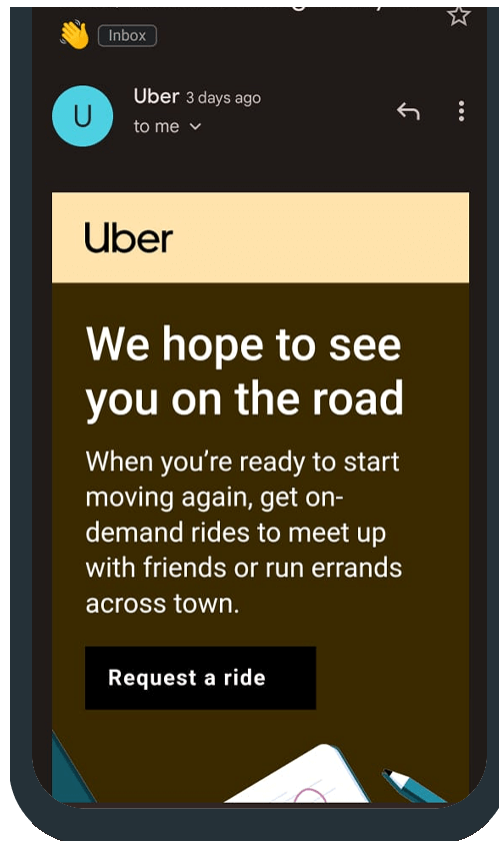 Inbox
U
Uber 3 days ago
to me
Uber
We hope to see
you on the road
When you’re ready to start
moving again, get on-
demand rides to meet up
with friends or run errands
across town.
Request a ride